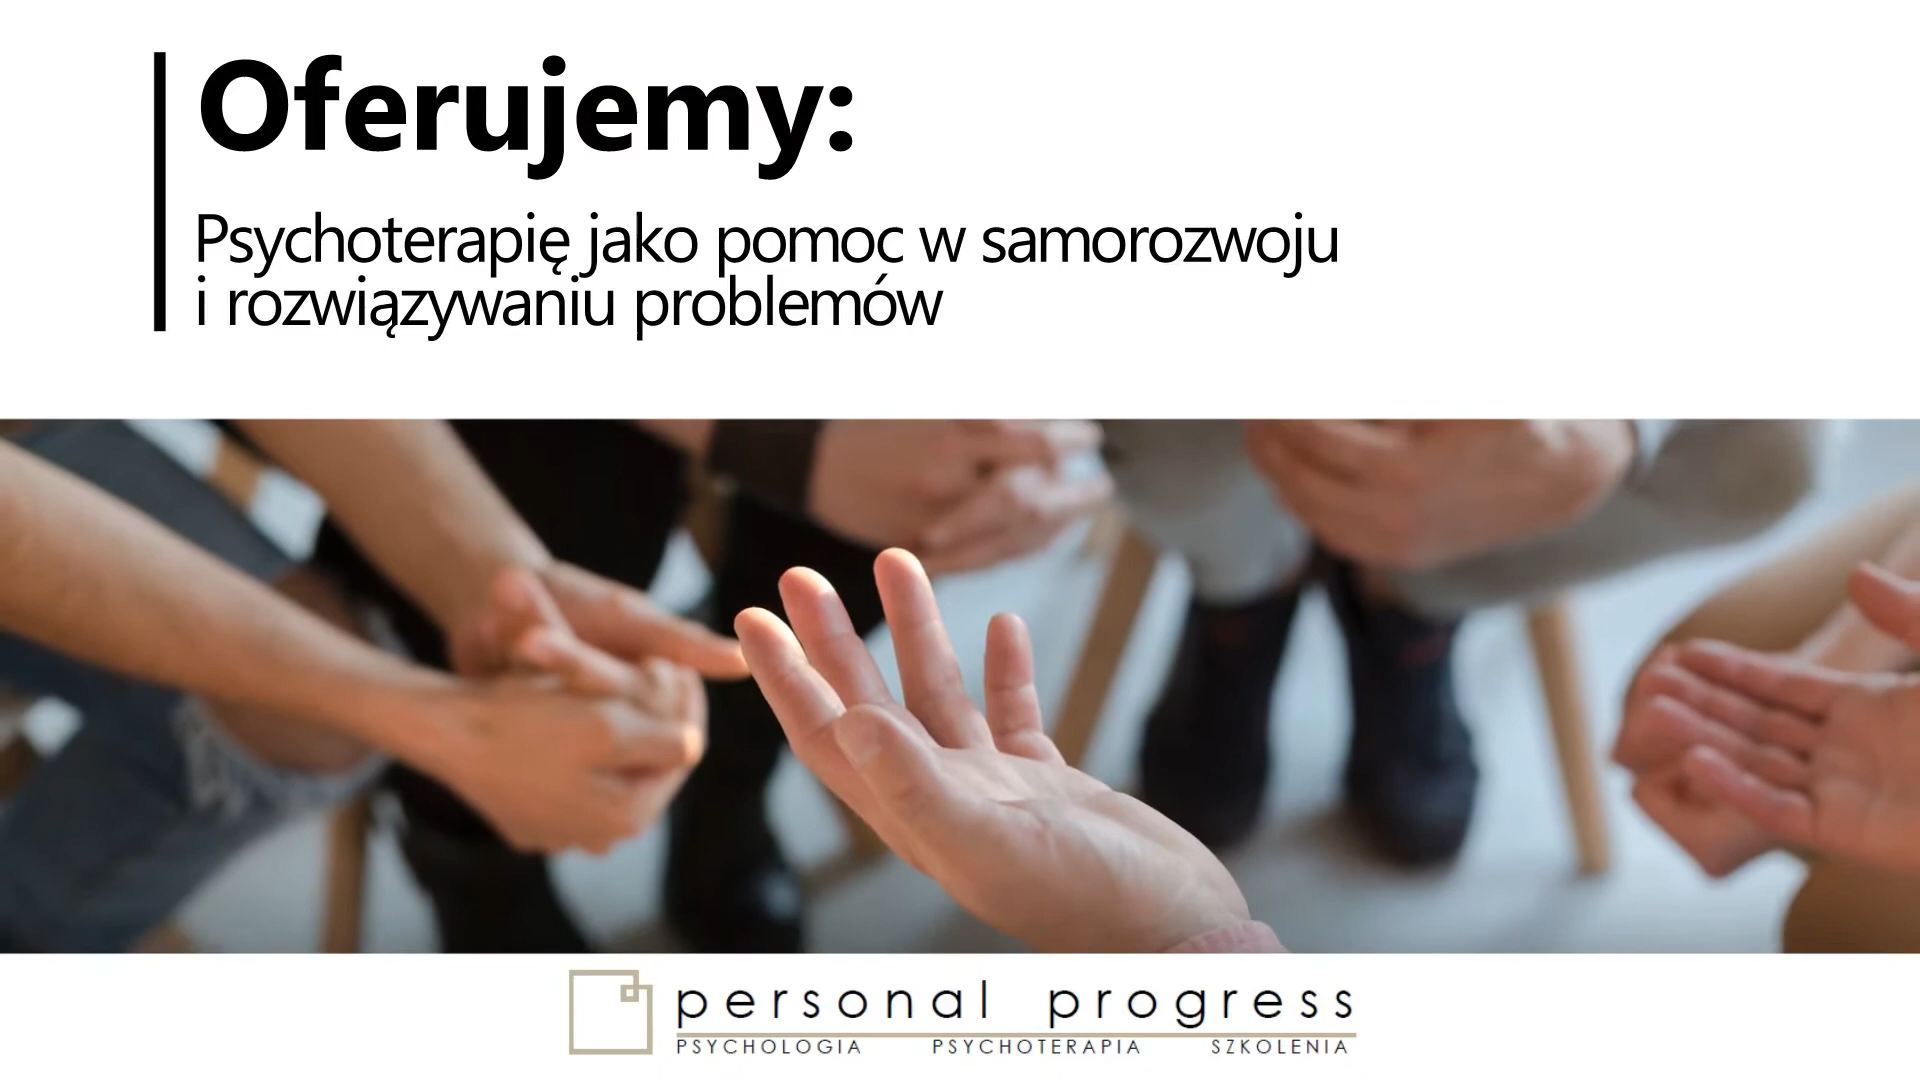 Oferujemy:
Psychoterapię jako pomoc w samorozwoju
i rozwiązywaniu problemów
personal progress
PSYCHOLOGIA PSYCHOTERAPIA SZKOLENIA